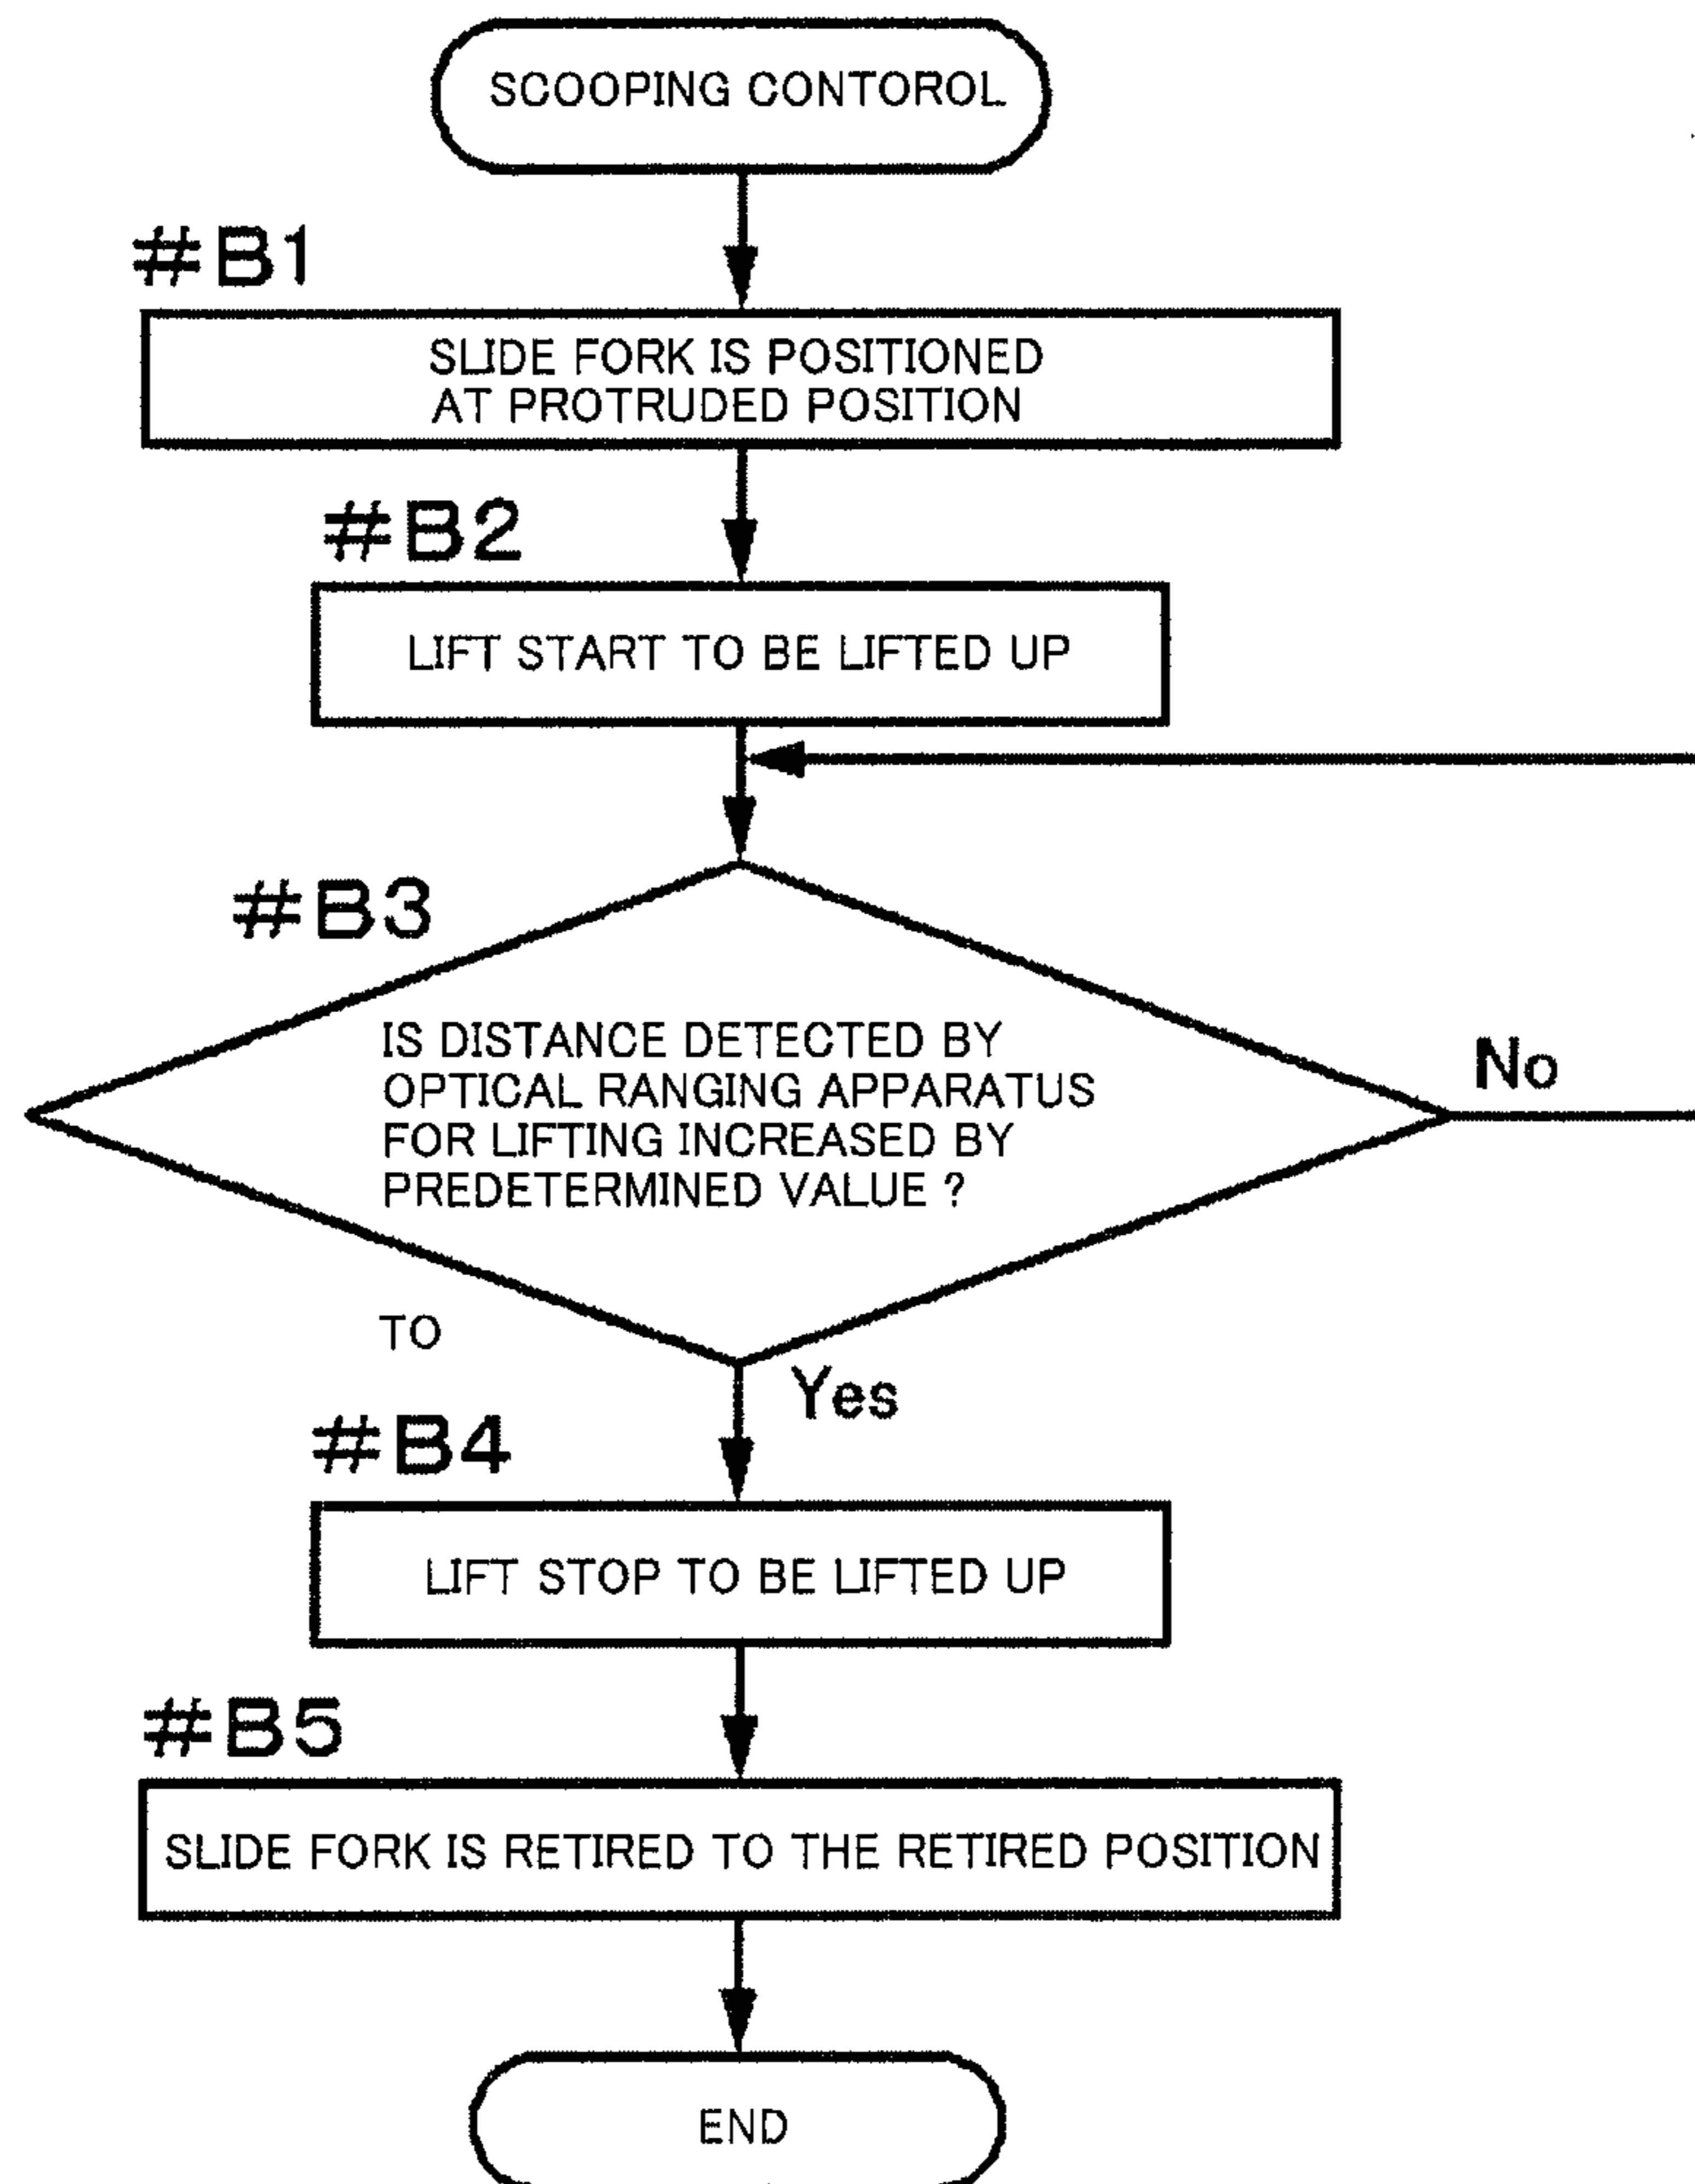 SCOOPING CONTOROL
#B1
SLIDE FORK IS POSITIONED
AT PROTRUDED POSITION
#B2
LIFT START TO BE LIFTED UP
#B3
IS DISTANCE DETECTED BY
OPTICAL RANGING APPARATUS
FOR LIFTING INCREASED BY
PREDETERMINED VALUE ?
No
TO
Yes
#B4
LIFT STOP TO BE LIFTED UP
#B5
SLIDE FORK IS RETIRED TO THE RETIRED POSITION
END